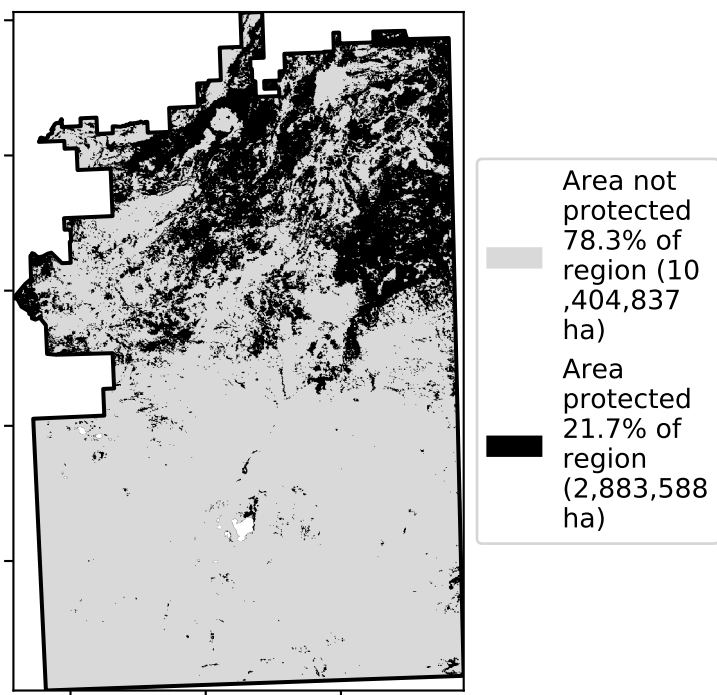 Area not
protected
78.3% of
region (10
,404,837
ha)
Area
protected
21.7% of
region
(2,883,588
ha)